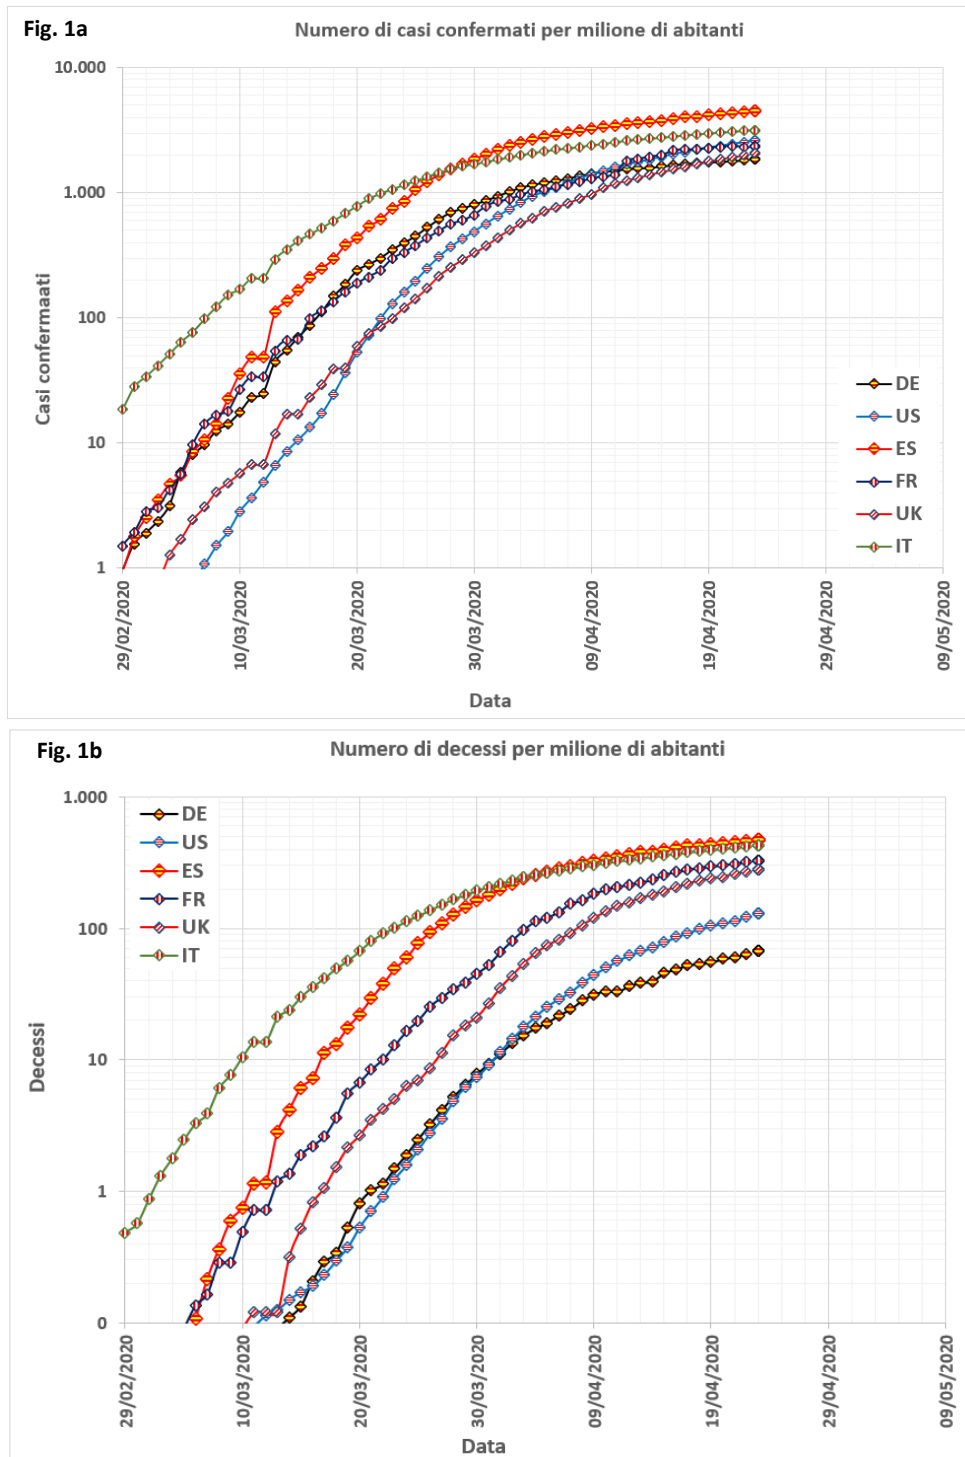 Fig. 1a
Numero di casi confermati per milione di abitanti
10.000
1.000
100
10
1
Casi confermaati
DE
US
ES
FR
UK
IT
29/02/2020
10/03/2020
20/03/2020
30/03/2020
09/04/2020
19/04/2020
29/04/2020
09/05/2020
Data
Fig. 1b
Numero di decessi per milione di abitanti
1.000
100
10
1
0
Decessi
DE
US
ES
FR
UK
IT
29/02/2020
10/03/2020
20/03/2020
30/03/2020
09/04/2020
19/04/2020
29/04/2020
09/05/2020
Data